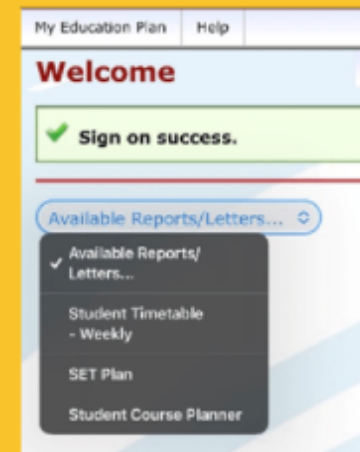 My Education Plan Help
Welcome
Sign on success.
Available Reports/Letters...
Available Reports/
Letters...
Student Timetable
- Weekly
SET Plan
Student Course Planner